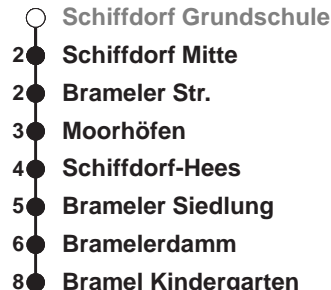 Schiffdorf Grundschule
2 Schiffdorf Mitte
2 Brameler Str.
3 Moorhöfen
4 Schiffdorf-Hees
5 Brameler Siedlung
6 Bramelerdamm
8 Bramel Kindergarten